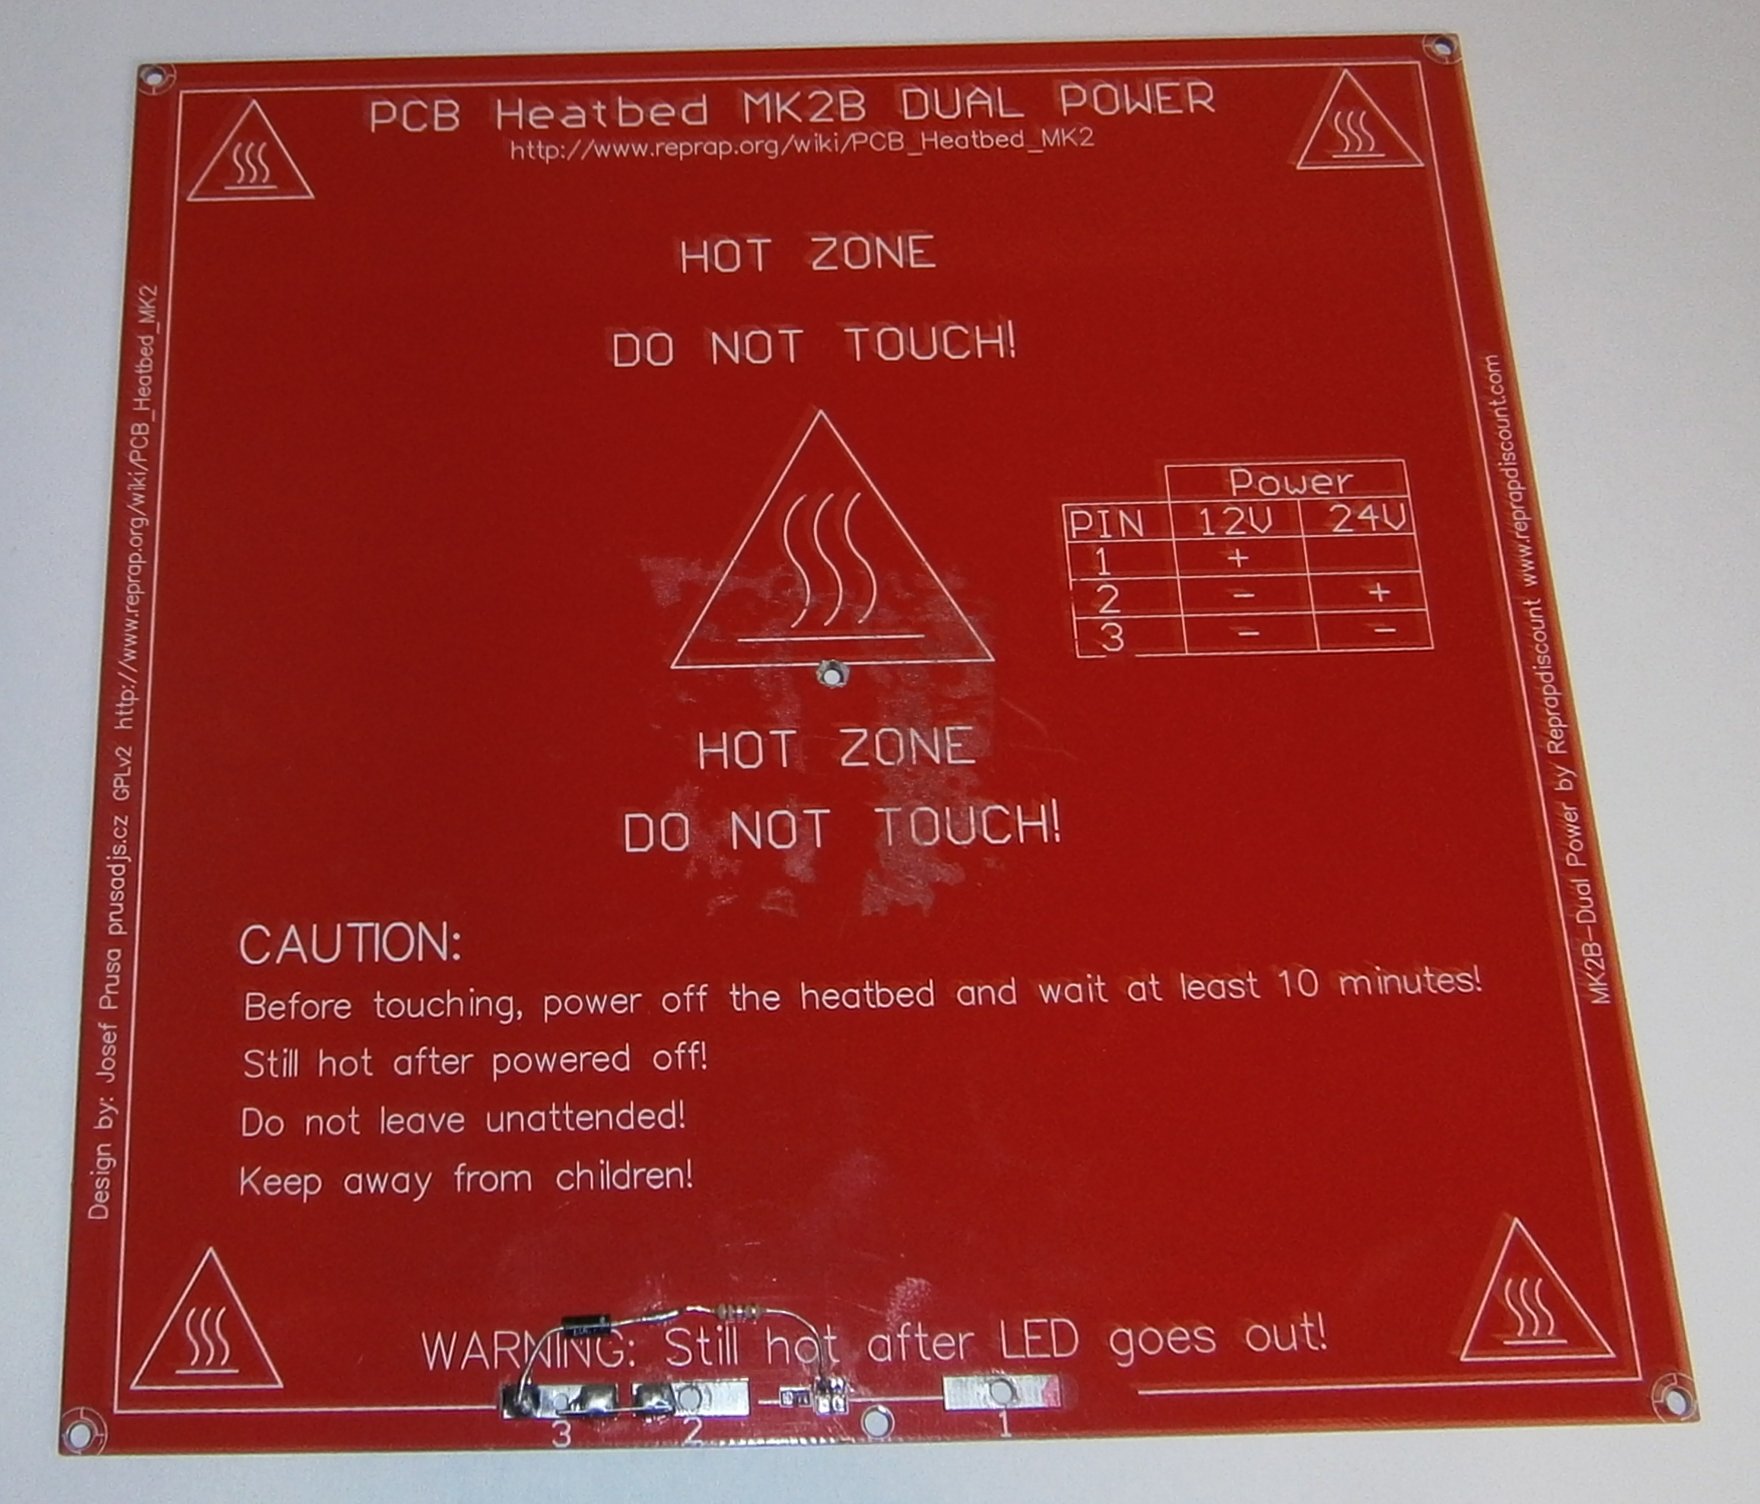 PCB Heatbed MK2B DUAL POWER
http://www.reprap.org/wiki/PCB_Heatbed_MK2
HOT ZONE
DO NOT TOUCH!
Power
PIN 12V 24V
1 +
2 - +
3 - -
HOT ZONE
DO NOT TOUCH!
CAUTION:
Before touching, power off the heatbed and wait at least 10 minutes!
Still hot after powered off!
Do not leave unattended!
Keep away from children!
WARNING: Still hot after LED goes out!
3 2 1
Design by: Josef Prusa prusadjs.cz GPLv2 http://www.reprap.org/wiki/PCB_Heatbed_MK2
MK2B-Dual Power by Reprapdiscount www.reprapdiscount.com